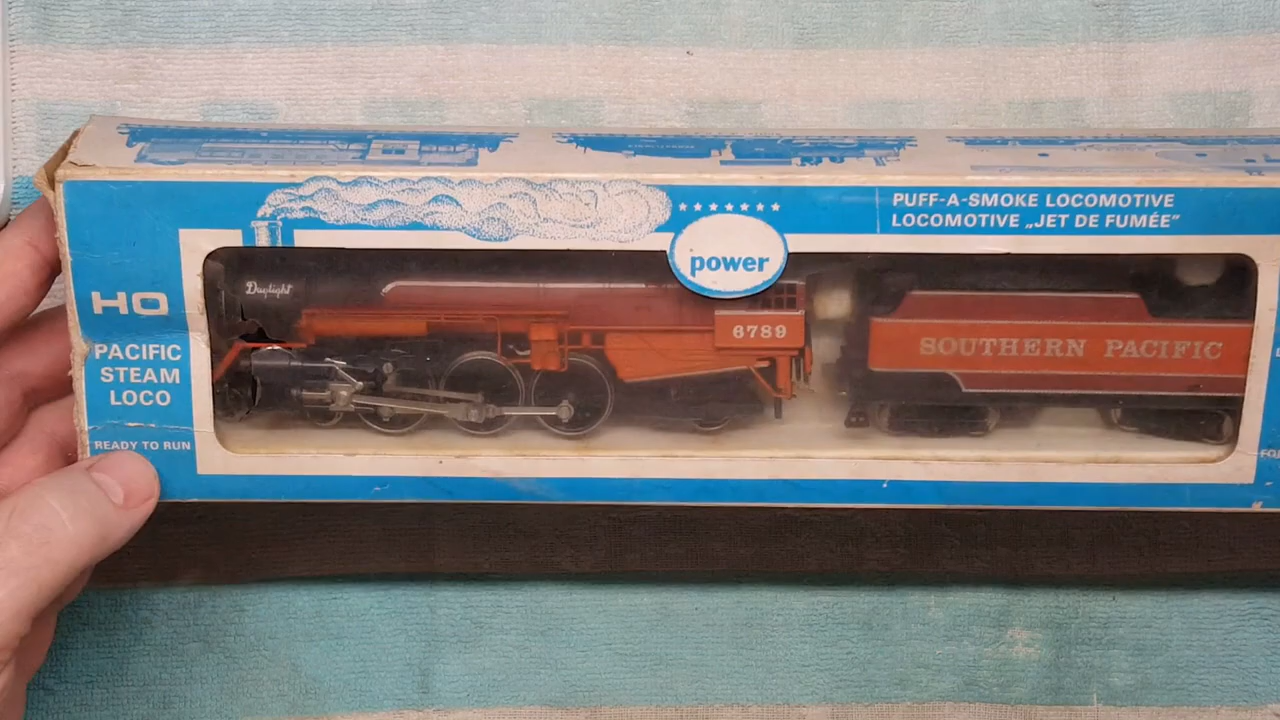 PUFF-A-SMOKE LOCOMOTIVE
LOCOMOTIVE „JET DE FUMÉE”
power
HO
PACIFIC
STEAM
LOCO
READY TO RUN
Daylight
6789
SOUTHERN PACIFIC